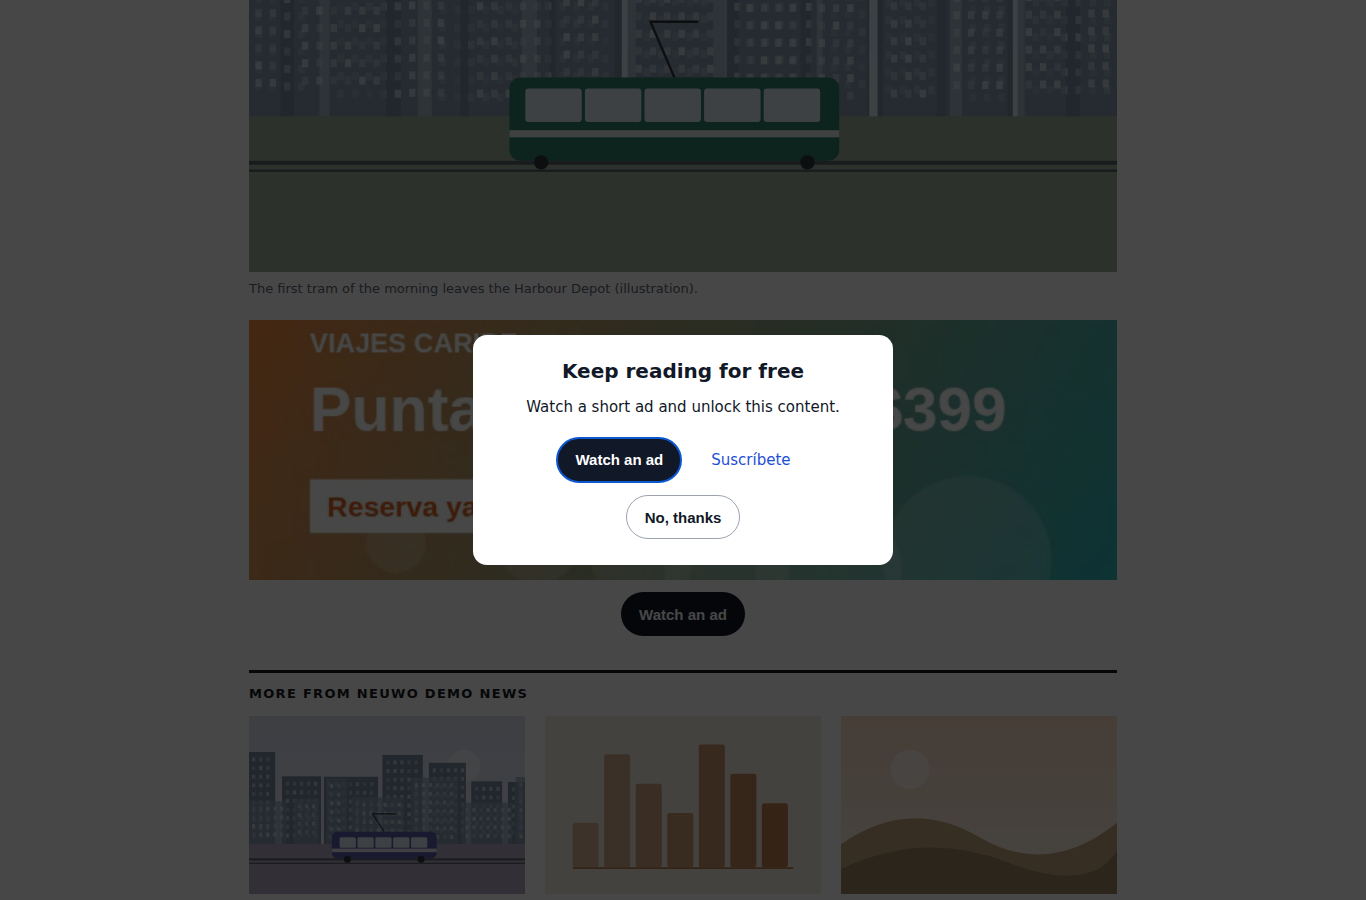 The first tram of the morning leaves the Harbour Depot (illustration).
VIAJES
Keep reading for free
Watch a short ad and unlock this content.
Punta
$399
Watch an ad
Suscríbete
Reserva ya
No, thanks
Watch an ad
MORE FROM NEUWO DEMO NEWS